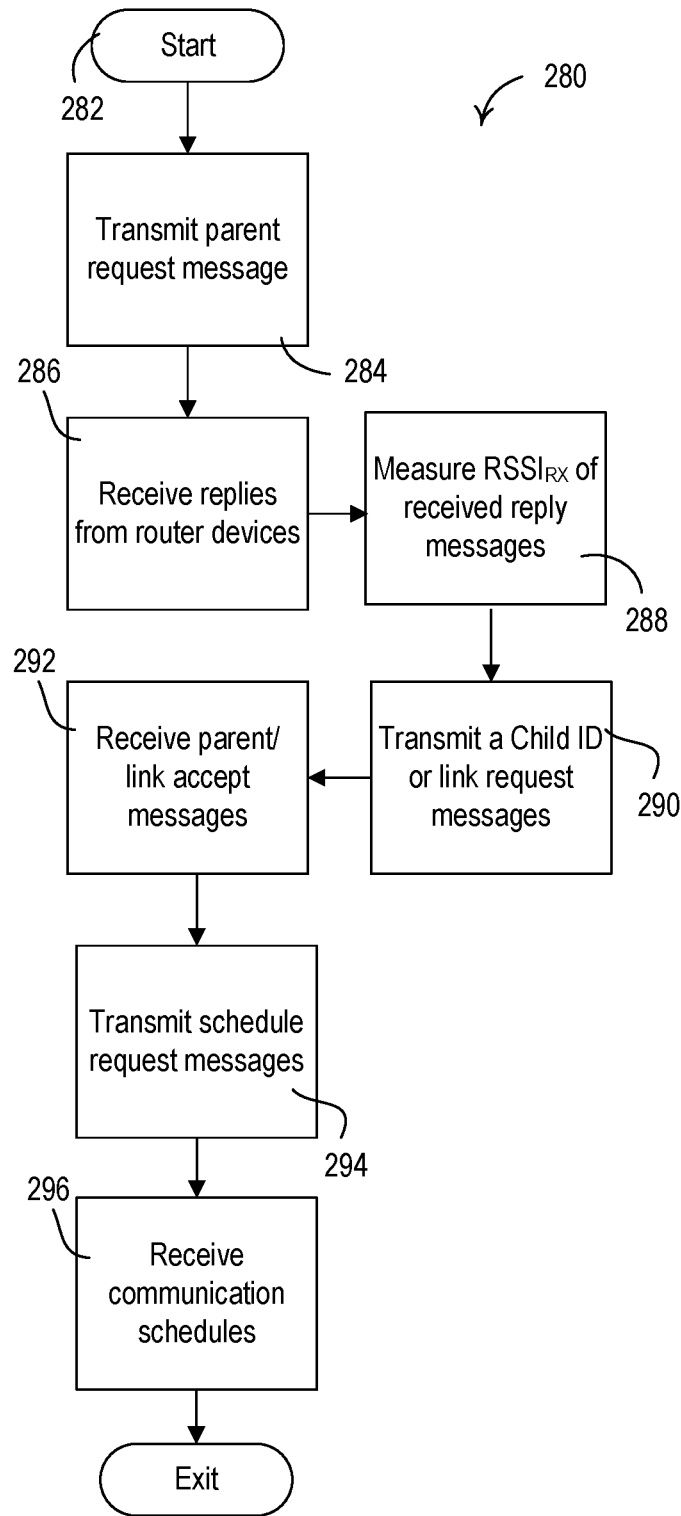 Start
282
280
Transmit parent
request message
284
286
Receive replies
from router devices
Measure RSSIRX of
received reply
messages
288
292
Receive parent/
link accept
messages
Transmit a Child ID
or link request
messages
290
Transmit schedule
request messages
294
296
Receive
communication
schedules
Exit